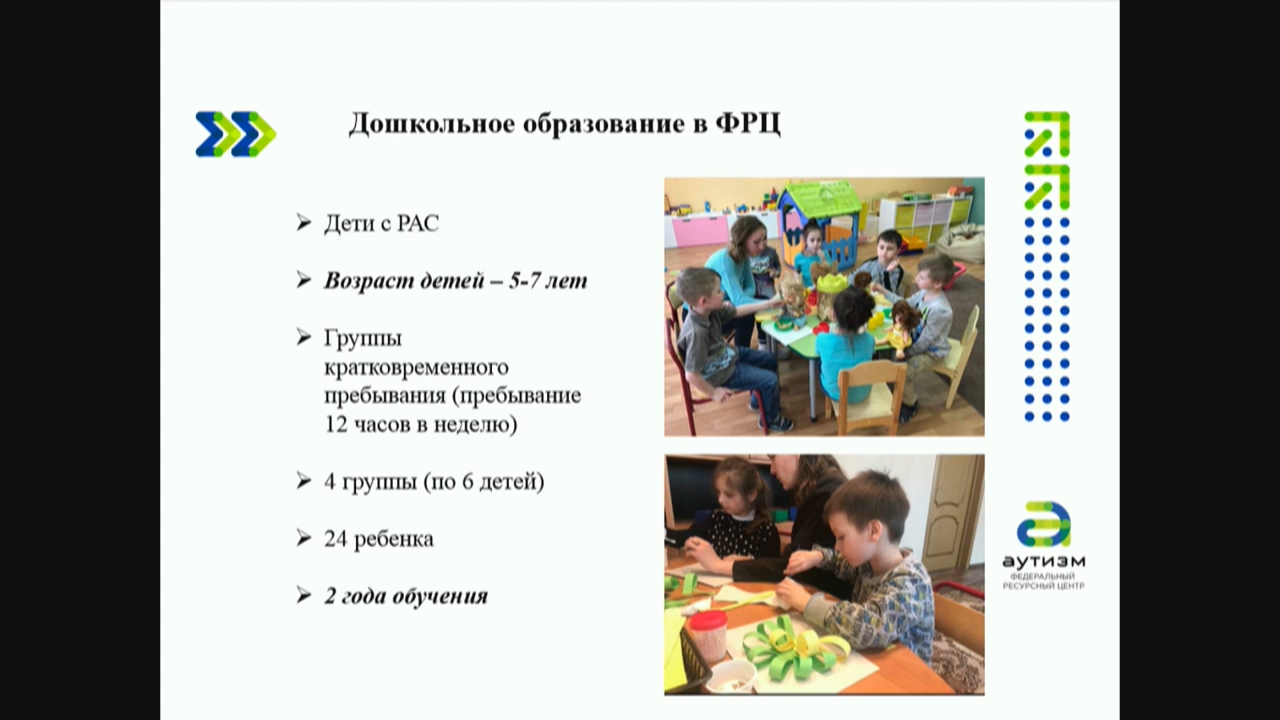 Дошкольное образование в ФРЦ
Дети с РАС
Возраст детей – 5-7 лет
Группы
кратковременного
пребывания (пребывание
12 часов в неделю)
4 группы (по 6 детей)
24 ребенка
2 года обучения
аутизм
ФЕДЕРАЛЬНЫЙ
РЕСУРСНЫЙ ЦЕНТР